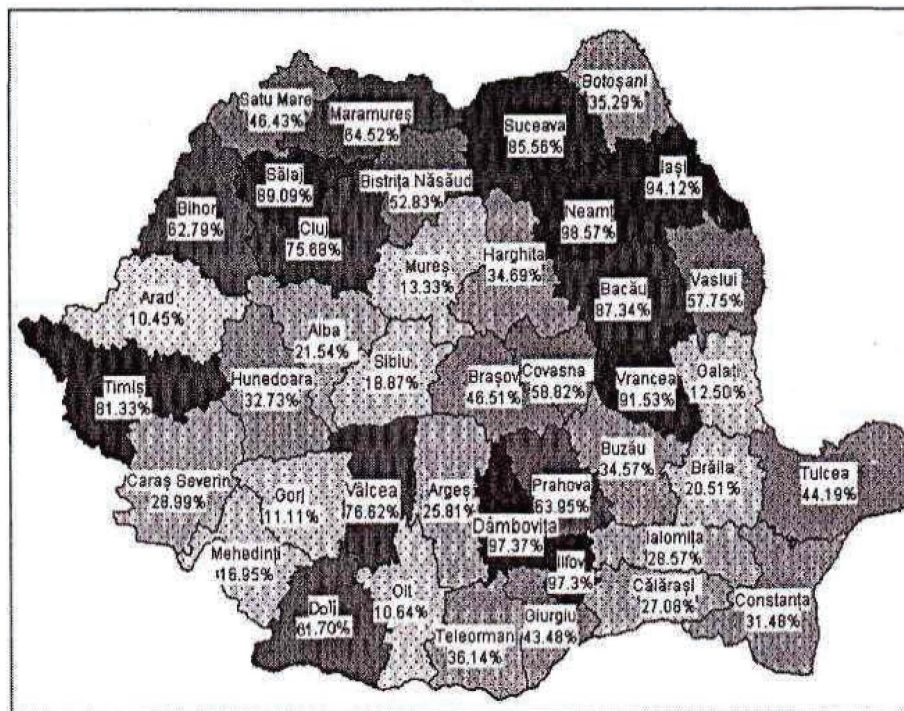 Botoșani
35.29%
Satu Mare
46.43%
Maramureș
64.52%
Suceava
85.56%
Iași
94.12%
Sălaj
89.09%
Bistrița Năsăud
52.83%
Bihor
62.79%
Cluj
75.68%
Neamț
98.57%
Mureș
13.33%
Harghita
34.69%
Bacău
87.34%
Vaslui
57.75%
Arad
10.45%
Alba
21.54%
Sibiu
18.87%
Timiș
81.33%
Hunedoara
32.73%
Brașov
46.51%
Covasna
58.82%
Vrancea
91.53%
Galați
12.50%
Buzău
34.57%
Brăila
20.51%
Tulcea
44.19%
Caraș Severin
28.99%
Gorj
11.11%
Vâlcea
76.62%
Argeș
25.81%
Prahova
63.95%
Dâmbovița
97.37%
Mehedinți
16.95%
Ialomița
28.57%
Ilfov
97.3%
Călărași
27.08%
Constanța
31.48%
Dolj
61.70%
Olt
10.64%
Teleorman
36.14%
Giurgiu
43.48%